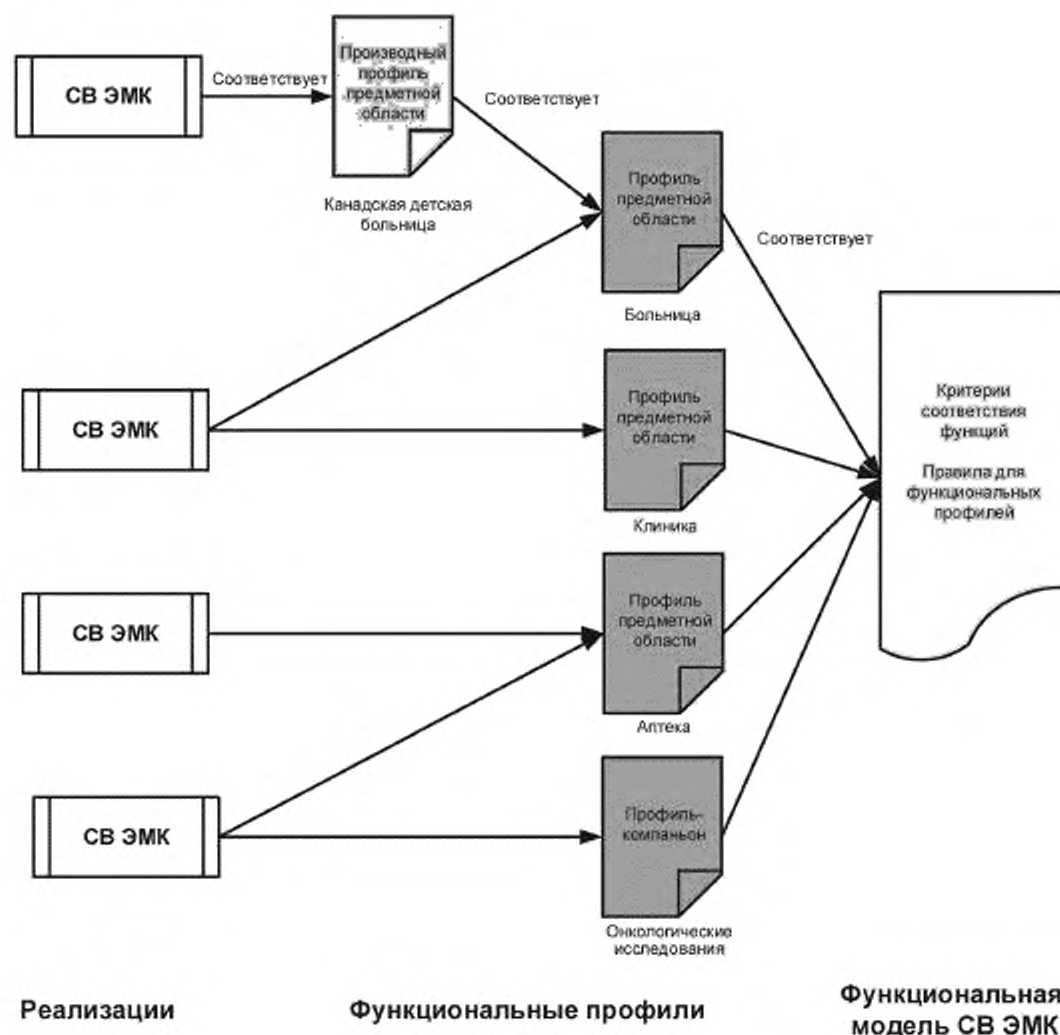 СВ ЭМК
Соответствует
Производный
профиль
предметной
области
Канадская детская
больница
Соответствует
Профиль
предметной
области
Больница
Соответствует
Критерии
соответствия
функций
Правила для
функциональных
профилей
СВ ЭМК
Профиль
предметной
области
Клиника
СВ ЭМК
Профиль
предметной
области
Аптека
СВ ЭМК
Профиль-
компаньон
Онкологические
исследования
Реализации
Функциональные профили
Функциональная
модель СВ ЭМК